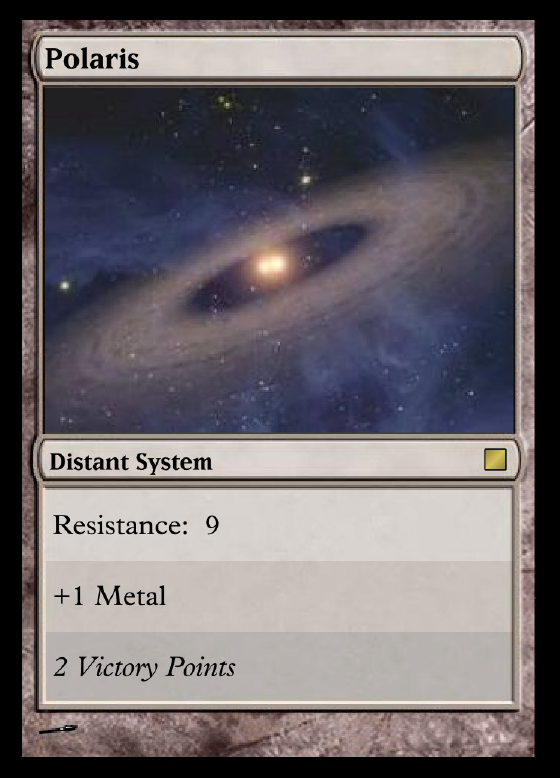 Polaris
Distant System
Resistance: 9
+1 Metal
2 Victory Points